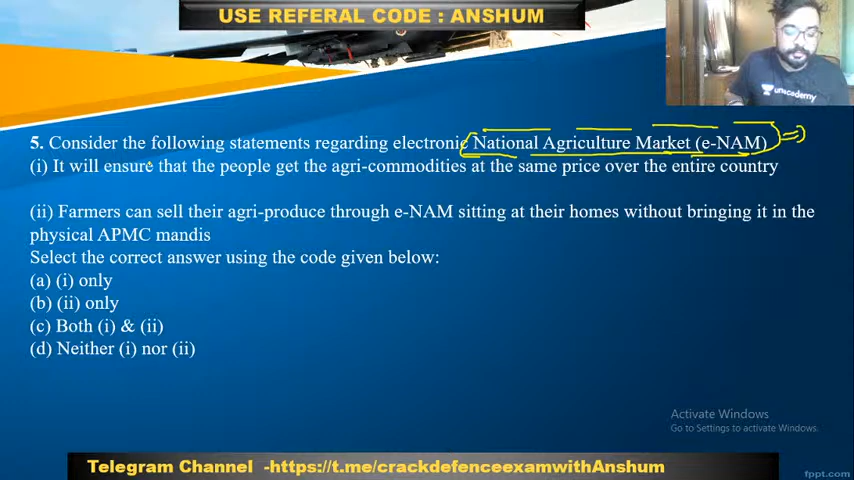 USE REFERAL CODE : ANSHUM
unacademy
5. Consider the following statements regarding electronic National Agriculture Market (e-NAM)
(i) It will ensure that the people get the agri-commodities at the same price over the entire country
(ii) Farmers can sell their agri-produce through e-NAM sitting at their homes without bringing it in the
physical APMC mandis
Select the correct answer using the code given below:
(a) (i) only
(b) (ii) only
(c) Both (i) & (ii)
(d) Neither (i) nor (ii)
Activate Windows
Go to Settings to activate Windows.
Telegram Channel -https://t.me/crackdefenceexamwithAnshum
fppt.com